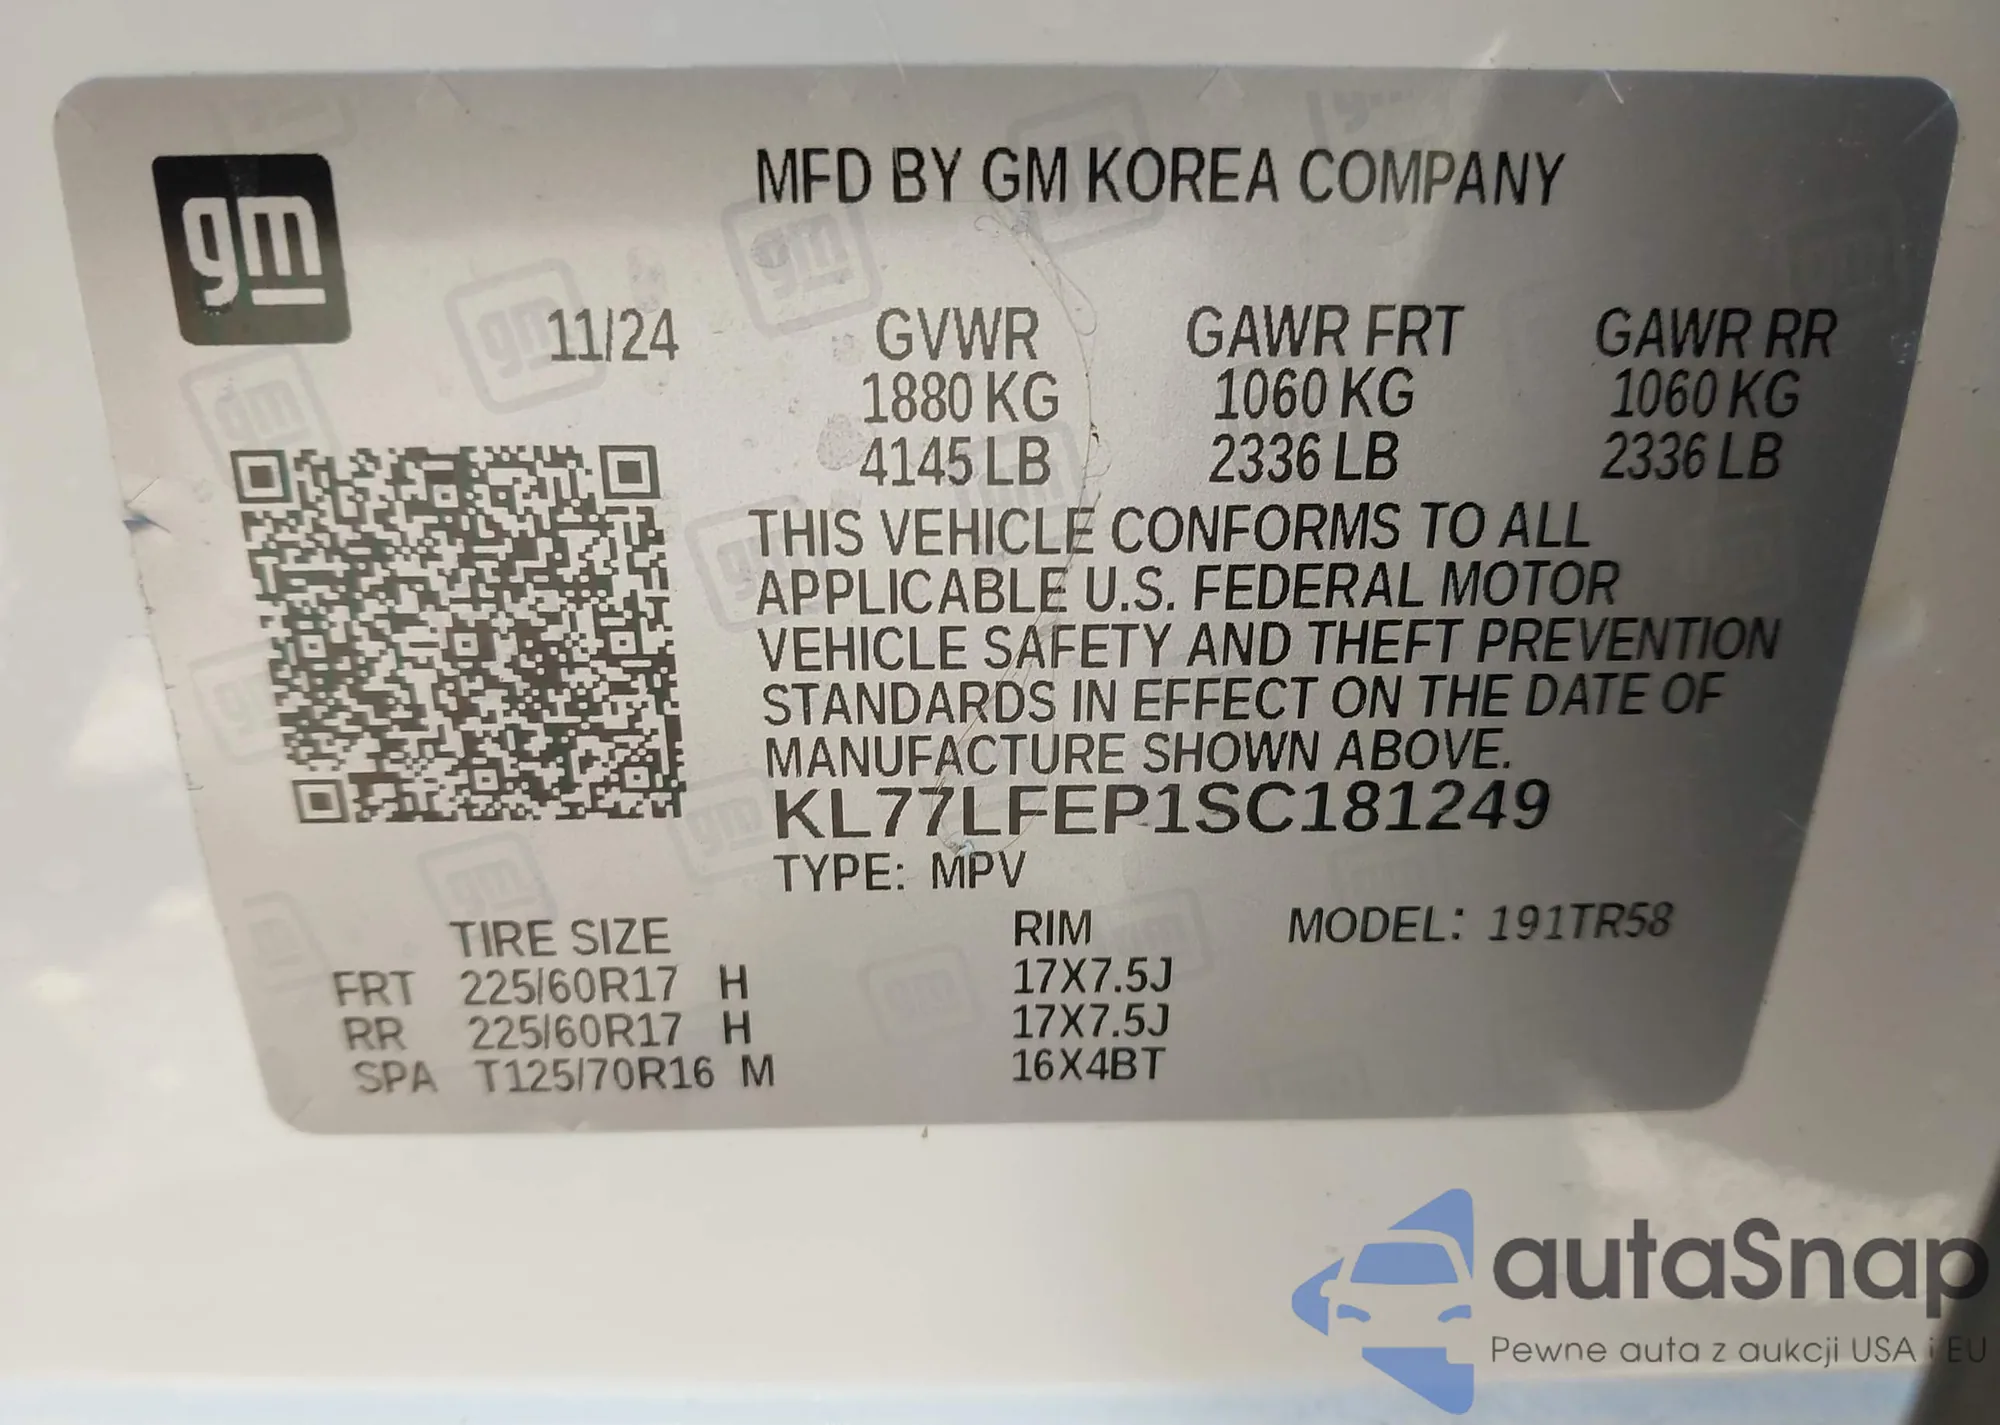 gm
MFD BY GM KOREA COMPANY
11/24 GVWR GAWR FRT GAWR RR
1880 KG 1060 KG 1060 KG
4145 LB 2336 LB 2336 LB
THIS VEHICLE CONFORMS TO ALL
APPLICABLE U.S. FEDERAL MOTOR
VEHICLE SAFETY AND THEFT PREVENTION
STANDARDS IN EFFECT ON THE DATE OF
MANUFACTURE SHOWN ABOVE.
KL77LFEP1SC181249
TYPE: MPV
TIRE SIZE RIM MODEL: 191TR58
FRT 225/60R17 H 17X7.5J
RR 225/60R17 H 17X7.5J
SPA T125/70R16 M 16X4BT
autaSnap
Pewne auta z aukcji USA i EU